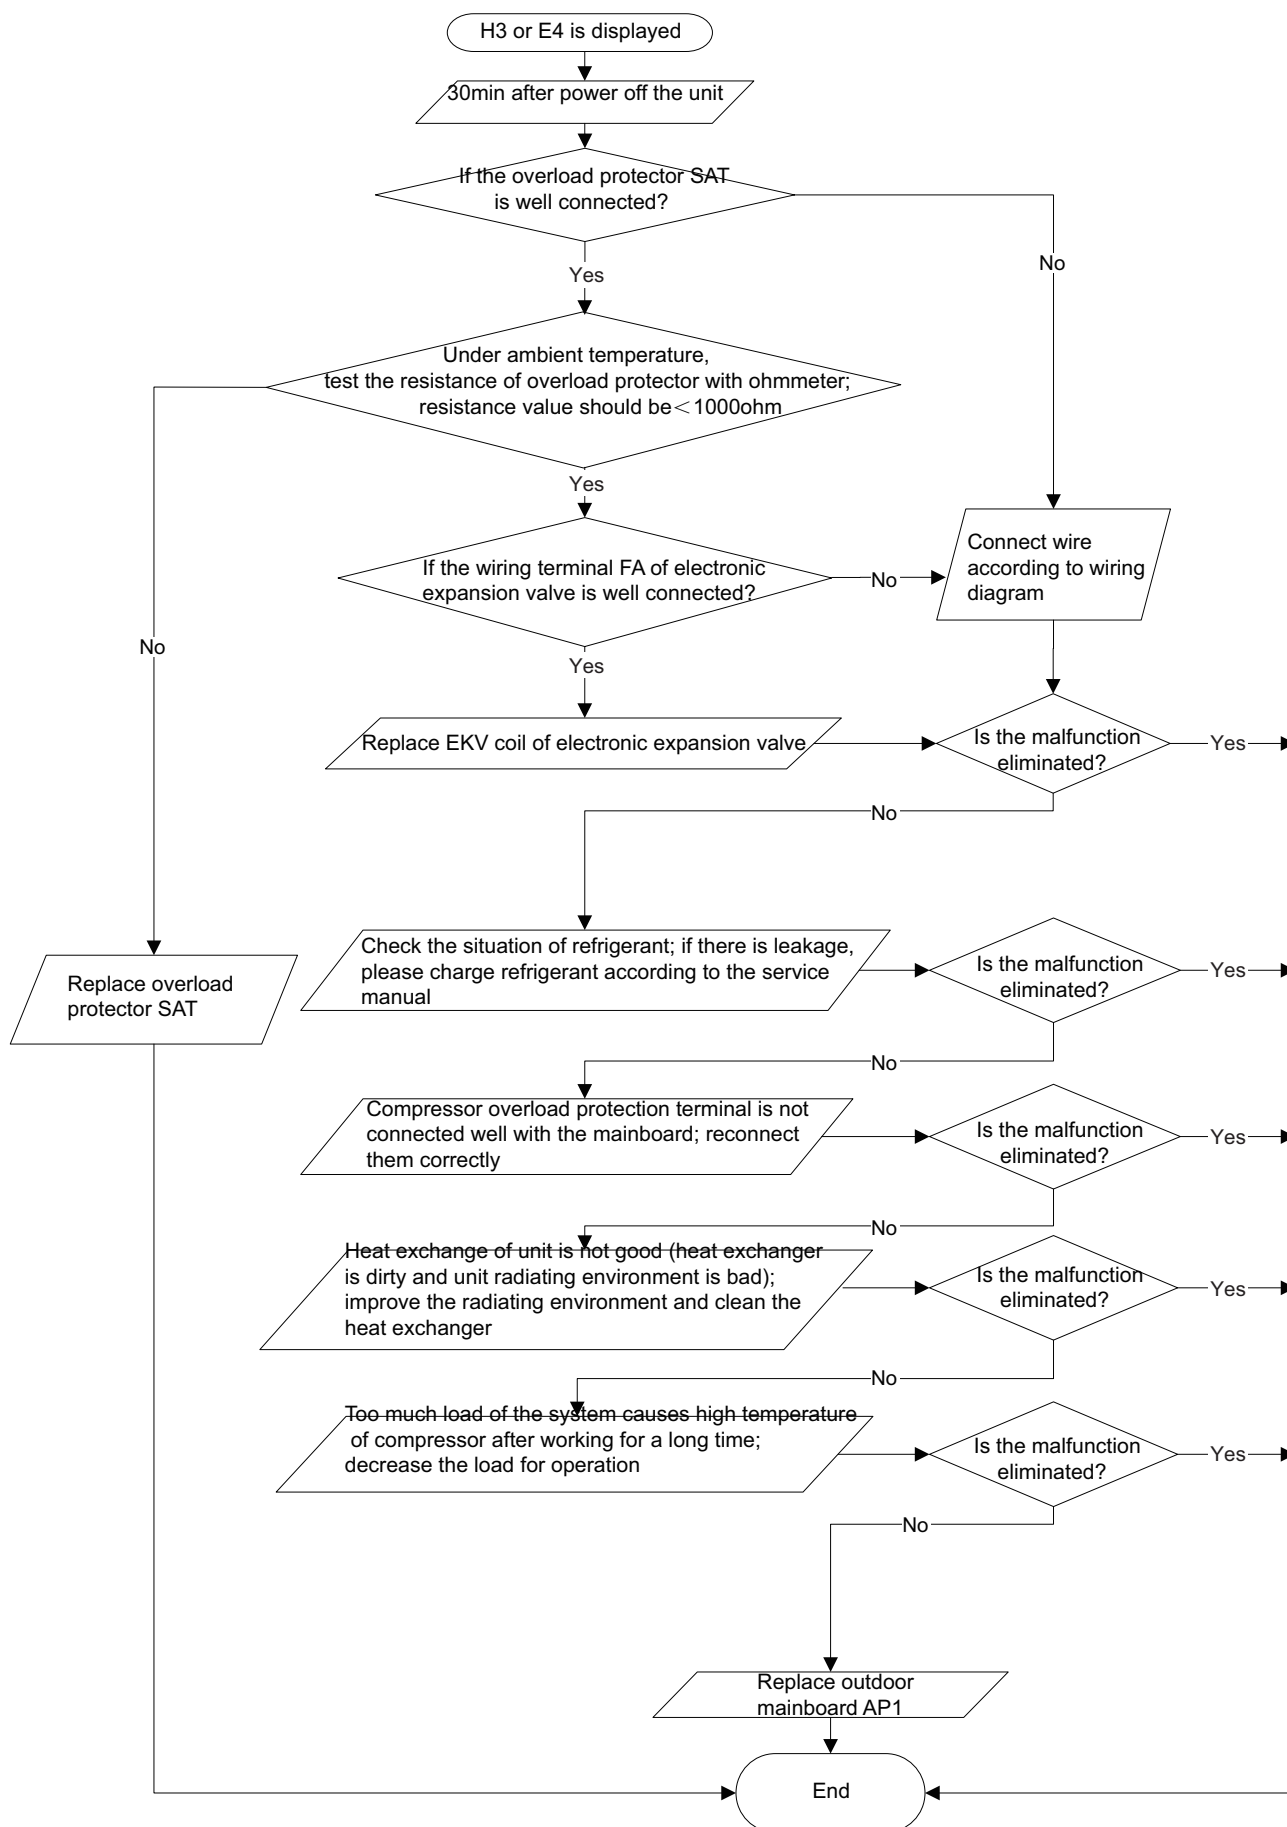 H3 or E4 is displayed
30min after power off the unit
If the overload protector SAT
is well connected?
No
Yes
Under ambient temperature,
test the resistance of overload protector with ohmmeter;
resistance value should be＜1000ohm
Yes
If the wiring terminal FA of electronic
expansion valve is well connected?
No
Connect wire
according to wiring
diagram
No
Yes
Replace EKV coil of electronic expansion valve
Is the malfunction
eliminated?
Yes
No
Replace overload
protector SAT
Check the situation of refrigerant; if there is leakage,
please charge refrigerant according to the service
manual
Is the malfunction
eliminated?
Yes
No
Compressor overload protection terminal is not
connected well with the mainboard; reconnect
them correctly
Is the malfunction
eliminated?
Yes
No
Heat exchange of unit is not good (heat exchanger
is dirty and unit radiating environment is bad);
improve the radiating environment and clean the
heat exchanger
Is the malfunction
eliminated?
Yes
No
Too much load of the system causes high temperature
of compressor after working for a long time;
decrease the load for operation
Is the malfunction
eliminated?
Yes
No
Replace outdoor
mainboard AP1
End